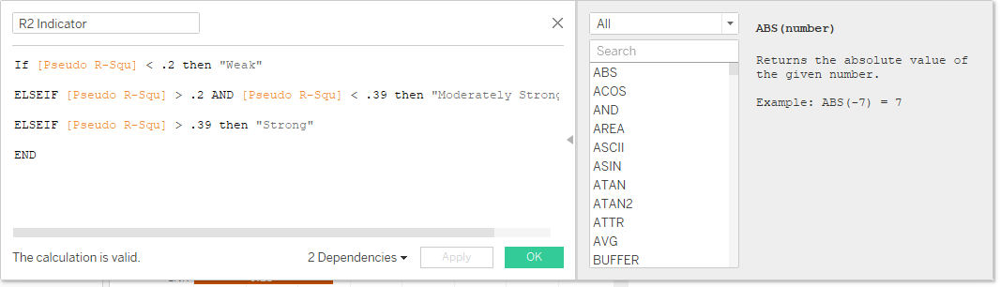 R2 Indicator
If [Pseudo R-Squ] < .2 then "Weak"
ELSEIF [Pseudo R-Squ] > .2 AND [Pseudo R-Squ] < .39 then "Moderately Strong
ELSEIF [Pseudo R-Squ] > .39 then "Strong"
END
The calculation is valid.
2 Dependencies
Apply
OK
All
Search
ABS
ACOS
AND
AREA
ASCII
ASIN
ATAN
ATAN2
ATTR
AVG
BUFFER
ABS(number)
Returns the absolute value of
the given number.
Example: ABS(-7) = 7